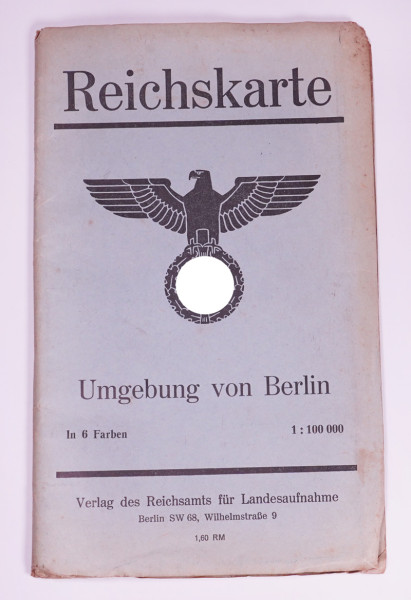 Reichskarte
Umgebung von Berlin
In 6 Farben
1 : 100 000
Verlag des Reichsamts für Landesaufnahme
Berlin SW 68, Wilhelmstraße 9
1,60 RM